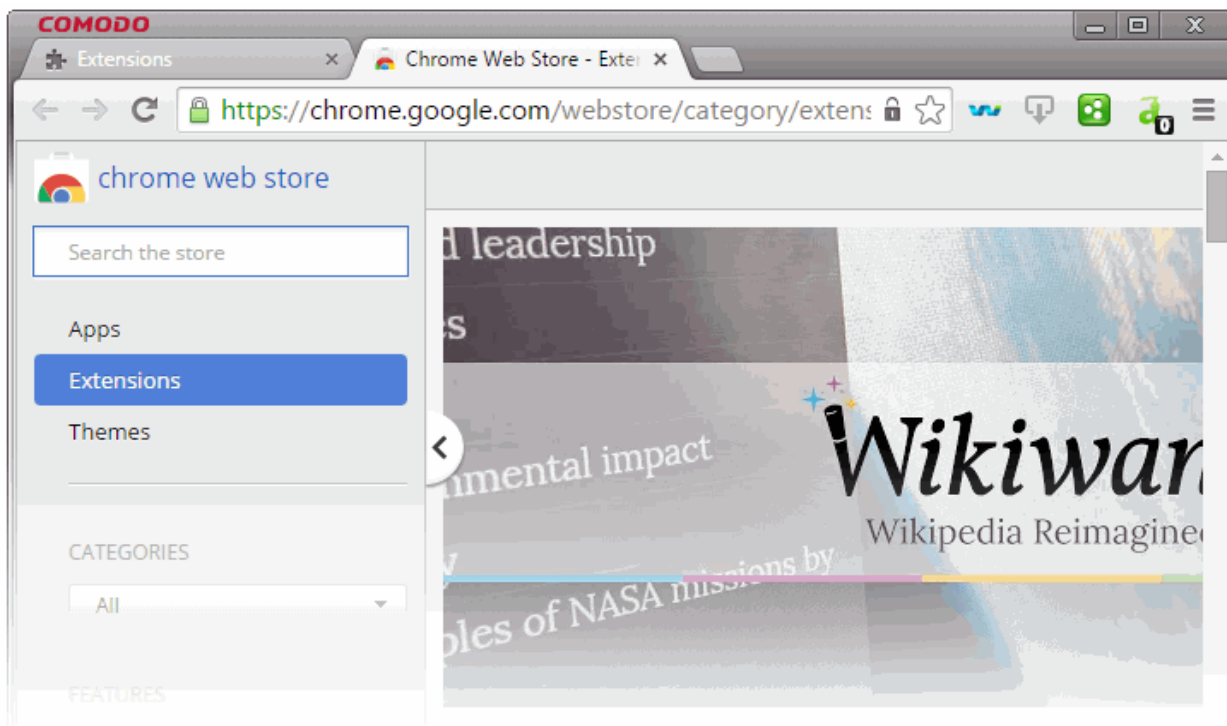 COMODO
Extensions
Chrome Web Store - Exte
https://chrome.google.com/webstore/category/extens
0
chrome web store
Search the store
Apps
Extensions
Themes
CATEGORIES
All
FEATURES
d leadership
es
nmental impact
y
ples of NASA missions by
Wikiwan
Wikipedia Reimagined